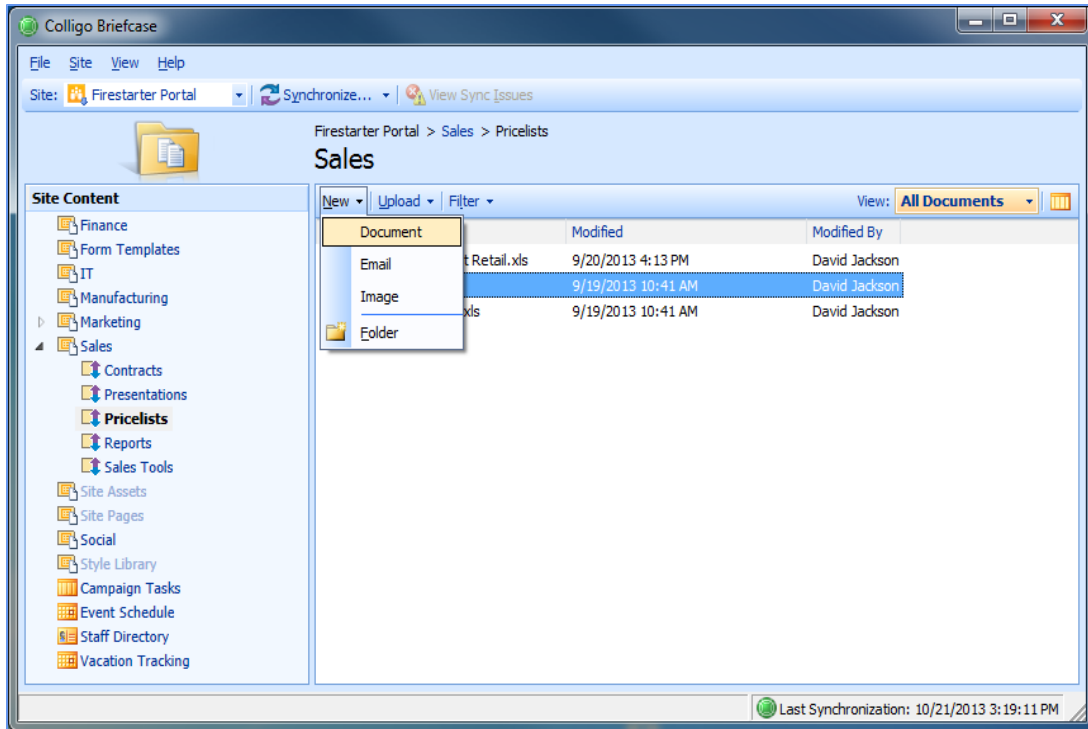 Colligo Briefcase
File Site View Help
Site: Firestarter Portal Synchronize... View Sync Issues
Firestarter Portal > Sales > Pricelists
Sales
Site Content
Finance
Form Templates
IT
Manufacturing
Marketing
Sales
Contracts
Presentations
Pricelists
Reports
Sales Tools
Site Assets
Site Pages
Social
Style Library
Campaign Tasks
Event Schedule
Staff Directory
Vacation Tracking
New Upload Filter View: All Documents
Modified Modified By
Document
Email
Image
Folder
t Retail.xls 9/20/2013 4:13 PM David Jackson
9/19/2013 10:41 AM David Jackson
xls 9/19/2013 10:41 AM David Jackson
Last Synchronization: 10/21/2013 3:19:11 PM